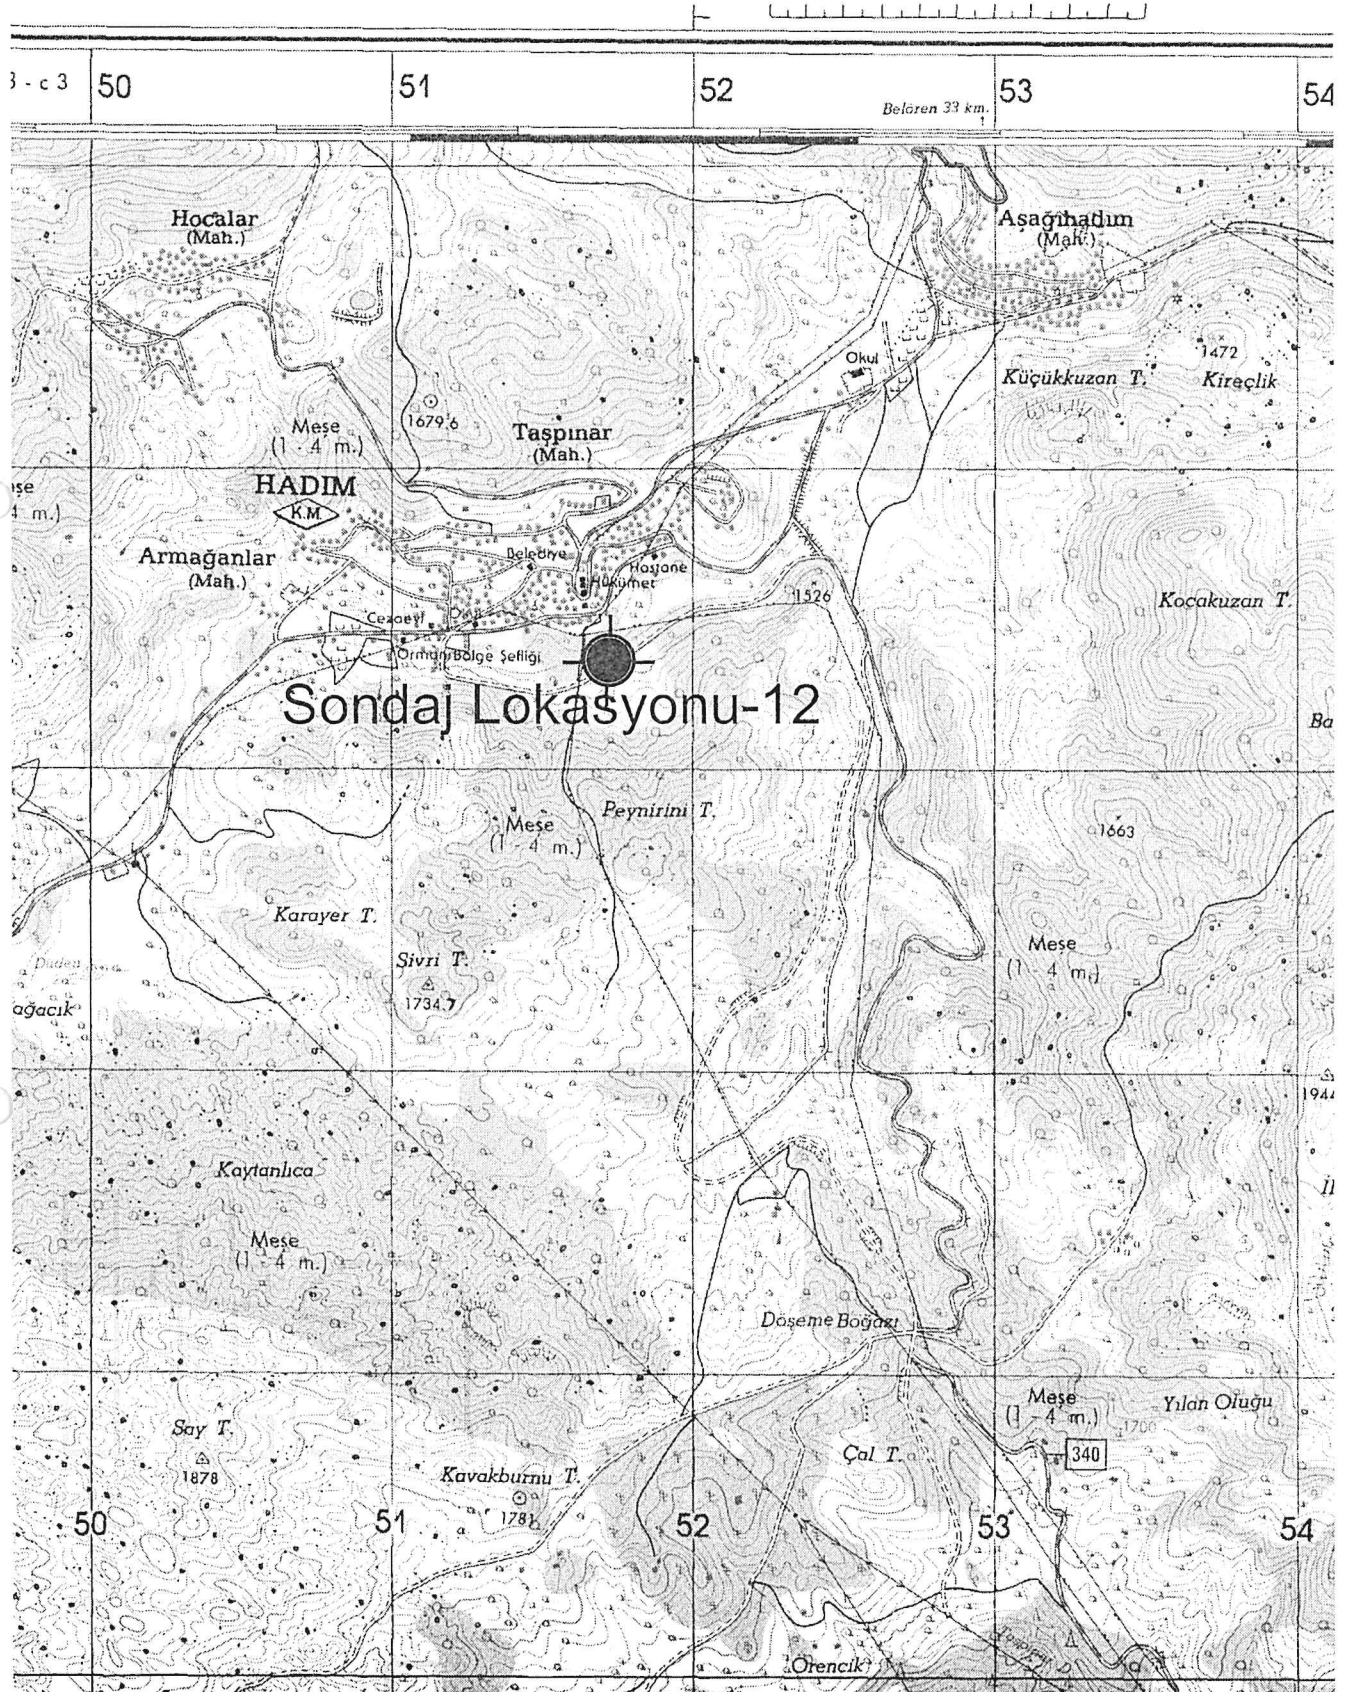 3 - c 3
50
51
52
53
54
Belören 33 km.
Hocalar
(Mah.)
Aşağıhadım
(Mah.)
Okul
1472
Küçükkuzan T.
Kireçlik
1679.6
Meşe
(1 - 4 m.)
Taşpınar
(Mah.)
HADIM
K.M.
Armağanlar
(Mah.)
Belediye
Hastane
Hükümet
1526
Kocakuzan T.
Cezaevi
Orman Bölge Şefliği
Sondaj Lokasyonu-12
Ba
Peynirini T.
Meşe
(1 - 4 m.)
1663
Karayer T.
Meşe
(1 - 4 m.)
Sivri T.
1734.7
Düden
ağacık
1944
Kaytanlıca
Meşe
(1 - 4 m.)
Döşeme Boğazı
Meşe
(1 - 4 m.)
1700
Yılan Oluğu
Say T.
1878
Çal T.
340
Kavakburnu T.
1781
50
51
52
53
54
Örencik